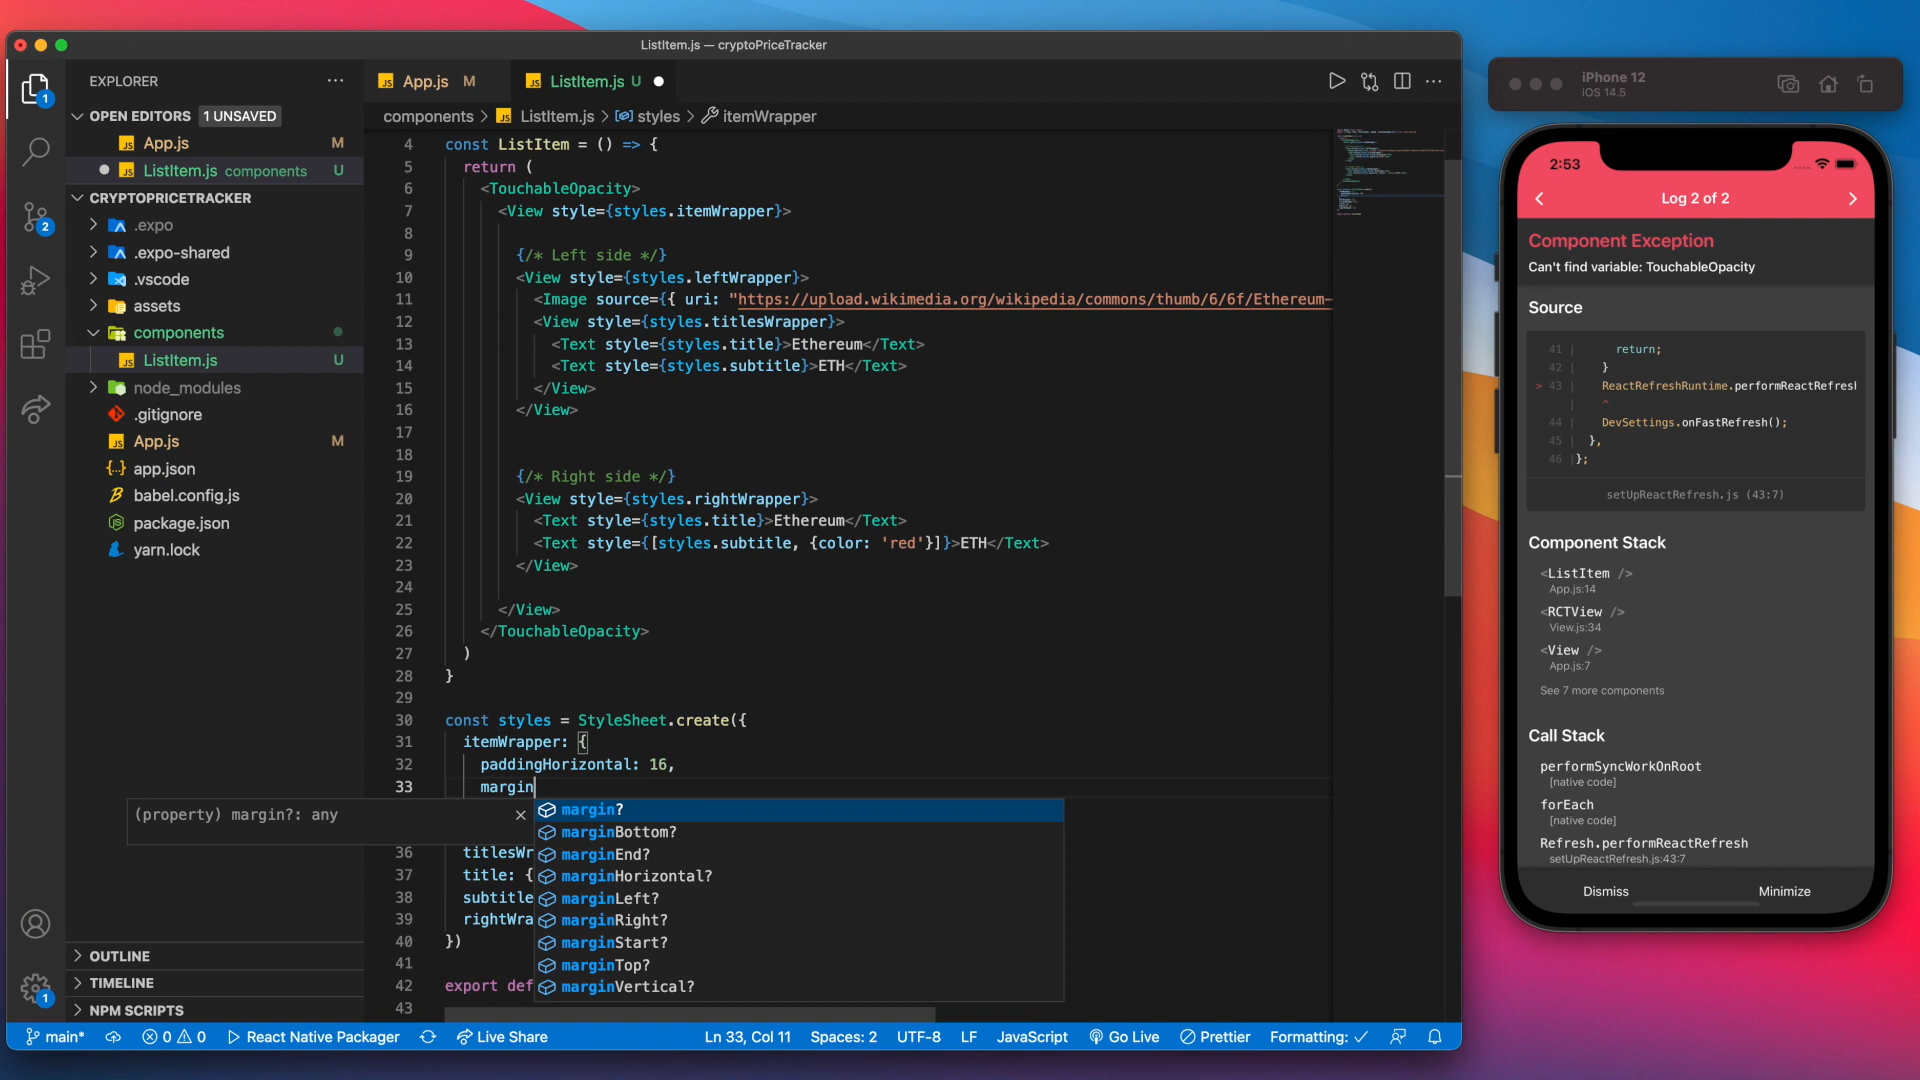 ListItem.js — cryptoPriceTracker
1
2
1
EXPLORER
OPEN EDITORS 1 UNSAVED
App.js M
ListItem.js components U
CRYPTOPRICETRACKER
.expo
.expo-shared
.vscode
assets
components
ListItem.js U
node_modules
.gitignore
App.js M
app.json
babel.config.js
package.json
yarn.lock
OUTLINE
TIMELINE
NPM SCRIPTS
App.js M
ListItem.js U
components > ListItem.js > styles > itemWrapper
4 const ListItem = () => {
5 return (
6 <TouchableOpacity>
7 <View style={styles.itemWrapper}>
8
9 {/* Left side */}
10 <View style={styles.leftWrapper}>
11 <Image source={{ uri: "https://upload.wikimedia.org/wikipedia/commons/thumb/6/6f/Ethereum-
12 <View style={styles.titlesWrapper}>
13 <Text style={styles.title}>Ethereum</Text>
14 <Text style={styles.subtitle}>ETH</Text>
15 </View>
16 </View>
17
18
19 {/* Right side */}
20 <View style={styles.rightWrapper}>
21 <Text style={styles.title}>Ethereum</Text>
22 <Text style={[styles.subtitle, {color: 'red'}]}>ETH</Text>
23 </View>
24
25 </View>
26 </TouchableOpacity>
27 )
28 }
29
30 const styles = StyleSheet.create({
31 itemWrapper: {
32 paddingHorizontal: 16,
33 margin
(property) margin?: any
margin?
marginBottom?
marginEnd?
marginHorizontal?
marginLeft?
marginRight?
marginStart?
marginTop?
marginVertical?
36 titlesWr
37 title: {
38 subtitle
39 rightWra
40 })
41
42 export def
43
main* 0 0 React Native Packager Live Share Ln 33, Col 11 Spaces: 2 UTF-8 LF JavaScript Go Live Prettier Formatting: ✓
iPhone 12
iOS 14.5
2:53
Log 2 of 2
Component Exception
Can't find variable: TouchableOpacity
Source
41 | return;
42 | }
> 43 | ReactRefreshRuntime.performReactRefresh
| ^
44 | DevSettings.onFastRefresh();
45 | },
46 | };
setUpReactRefresh.js (43:7)
Component Stack
<ListItem />
App.js:14
<RCTView />
View.js:34
<View />
App.js:7
See 7 more components
Call Stack
performSyncWorkOnRoot
[native code]
forEach
[native code]
Refresh.performReactRefresh
setUpReactRefresh.js:43:7
Dismiss
Minimize